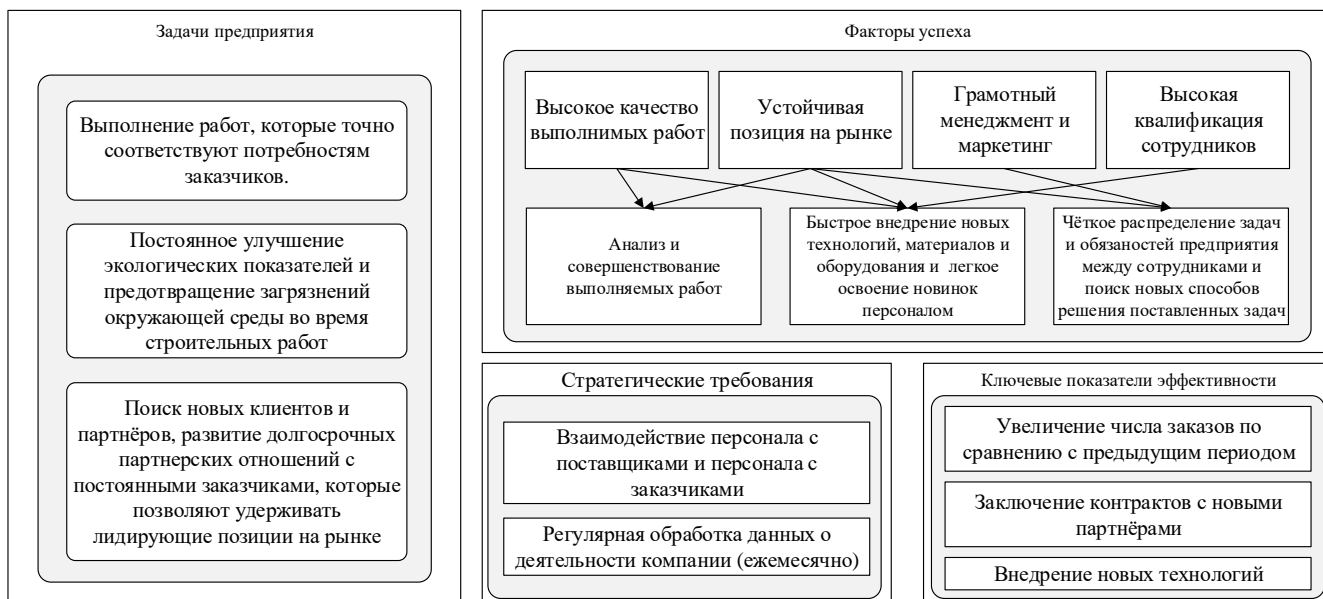 Задачи предприятия
Выполнение работ, которые точно
соответствуют потребностям
заказчиков.
Постоянное улучшение
экологических показателей и
предотвращение загрязнений
окружающей среды во время
строительных работ
Поиск новых клиентов и
партнёров, развитие долгосрочных
партнерских отношений с
постоянными заказчиками, которые
позволяют удерживать
лидирующие позиции на рынке
Факторы успеха
Высокое качество
выполнимых работ
Устойчивая
позиция на рынке
Грамотный
менеджмент и
маркетинг
Высокая
квалификация
сотрудников
Анализ и
совершенствование
выполняемых работ
Быстрое внедрение новых
технологий, материалов и
оборудования и легкое
освоение новинок
персоналом
Чёткое распределение задач
и обязаностей предприятия
между сотрудниками и
поиск новых способов
решения поставленных задач
Стратегические требования
Взаимодействие персонала с
поставщиками и персонала с
заказчиками
Регулярная обработка данных о
деятельности компании (ежемесячно)
Ключевые показатели эффективности
Увеличение числа заказов по
сравнению с предыдущим периодом
Заключение контрактов с новыми
партнёрами
Внедрение новых технологий